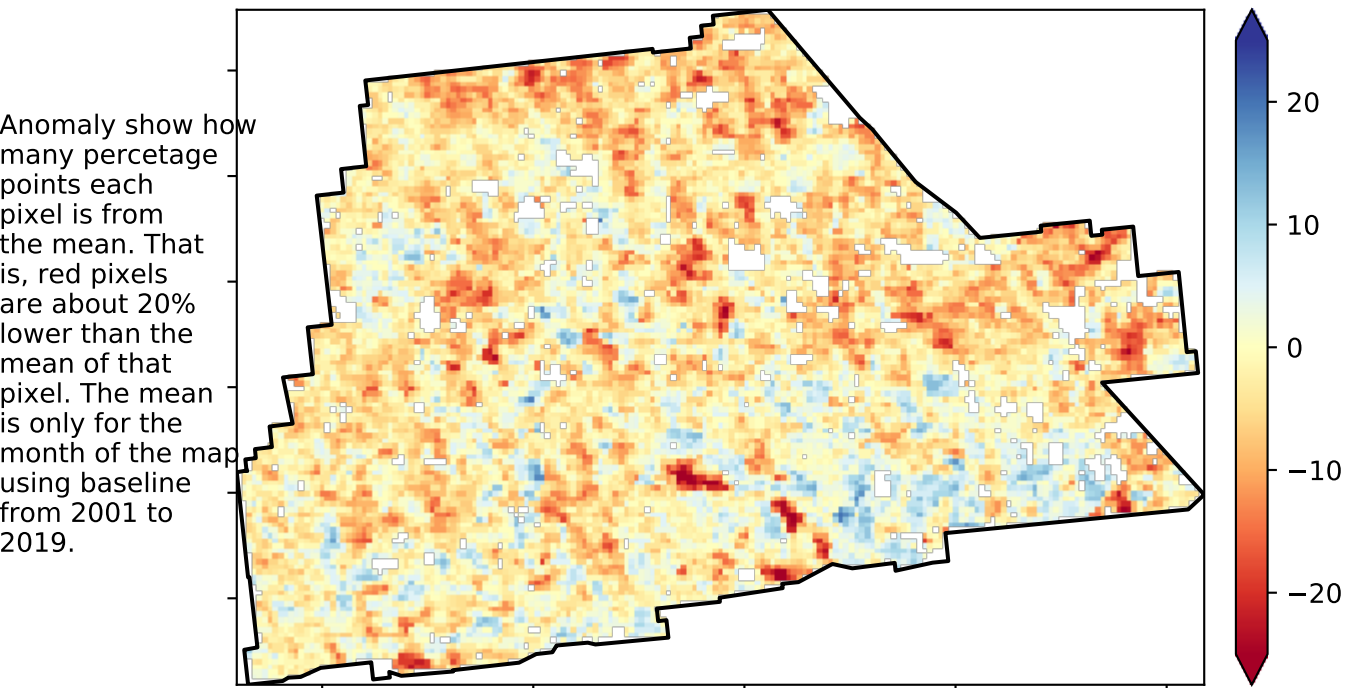 Anomaly show how
many percetage
points each
pixel is from
the mean. That
is, red pixels
are about 20%
lower than the
mean of that
pixel. The mean
is only for the
month of the map
using baseline
from 2001 to
2019.
20
10
0
−10
−20